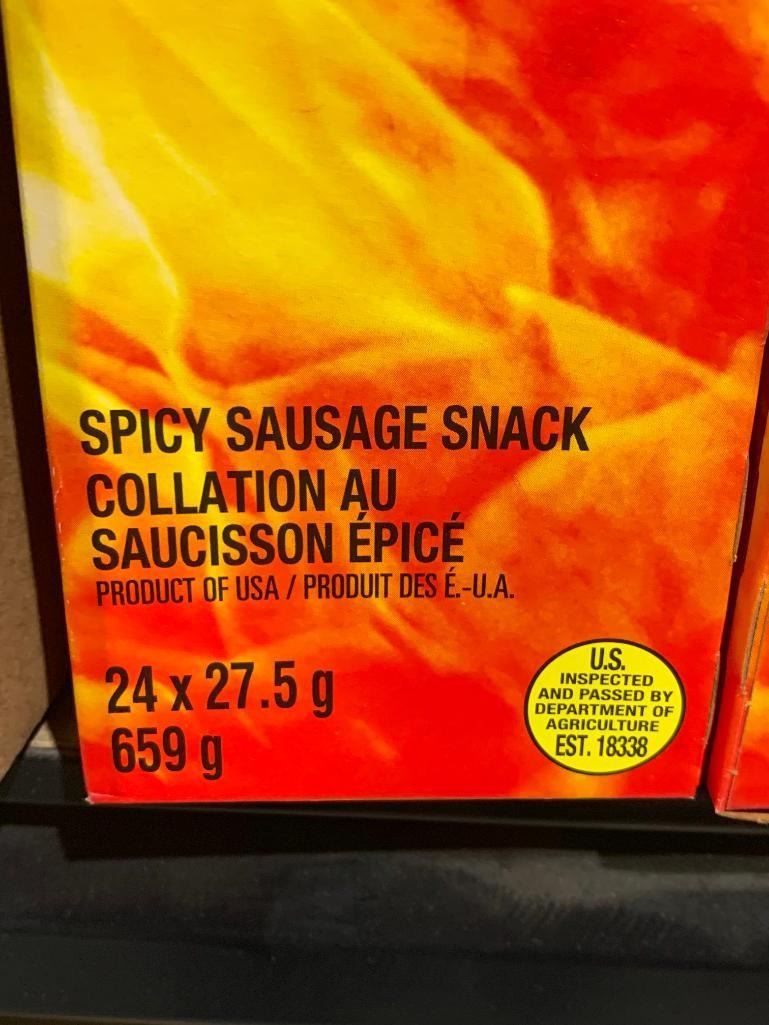 SPICY SAUSAGE SNACK
COLLATION AU
SAUCISSON ÉPICÉ
PRODUCT OF USA / PRODUIT DES É.-U.A.
24 x 27.5 g
659 g
U.S.
INSPECTED
AND PASSED BY
DEPARTMENT OF
AGRICULTURE
EST. 18338